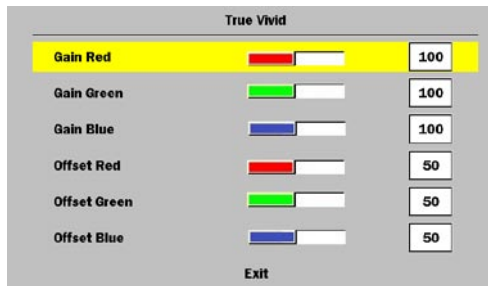 True Vivid
Gain Red 100
Gain Green 100
Gain Blue 100
Offset Red 50
Offset Green 50
Offset Blue 50
Exit